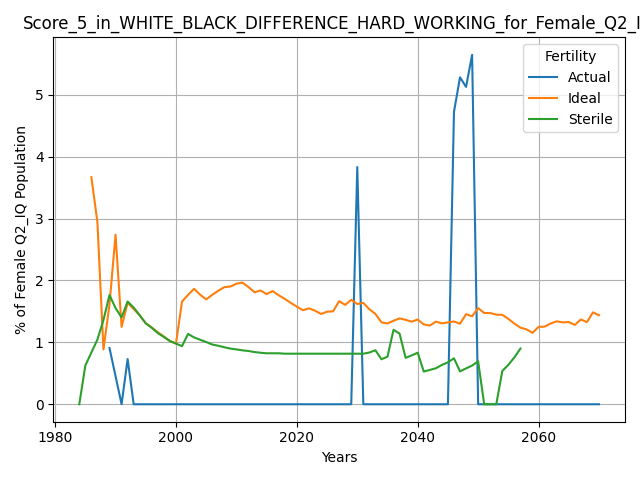 Score_5_in_WHITE_BLACK_DIFFERENCE_HARD_WORKING_for_Female_Q2_I
Fertility
Actual
Ideal
Sterile
% of Female Q2_IQ Population
5
4
3
2
1
0
1980 2000 2020 2040 2060
Years